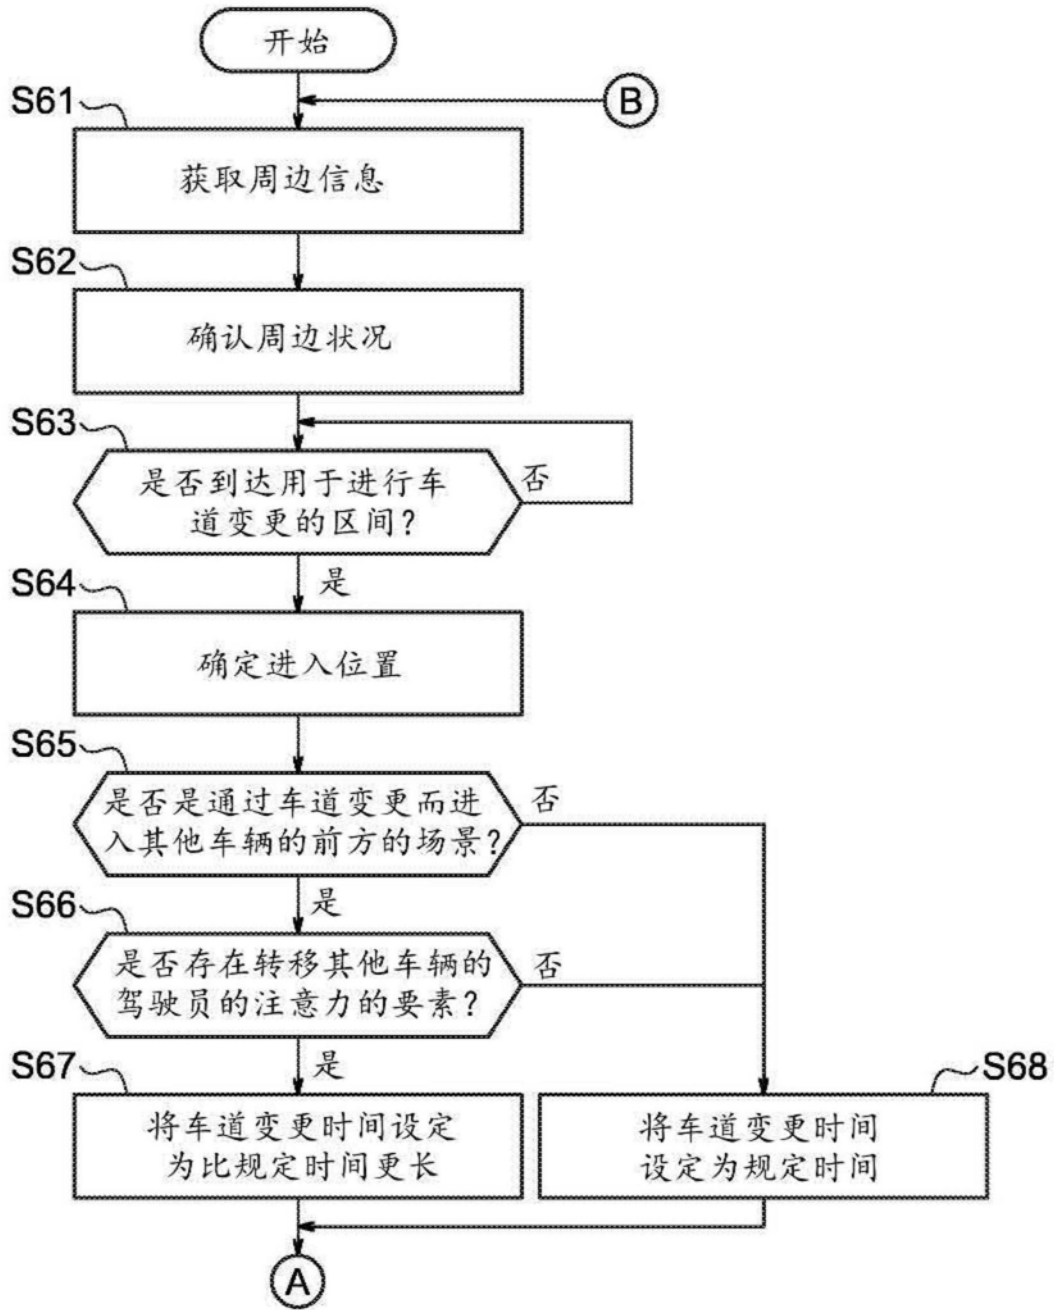 开始
B
S61
获取周边信息
S62
确认周边状况
S63
是否到达用于进行车
道变更的区间?
否
是
S64
确定进入位置
S65
是否是通过车道变更而进
入其他车辆的前方的场景?
否
是
S66
是否存在转移其他车辆的
驾驶员的注意力的要素?
否
是
S67
将车道变更时间设定
为比规定时间更长
S68
将车道变更时间
设定为规定时间
A